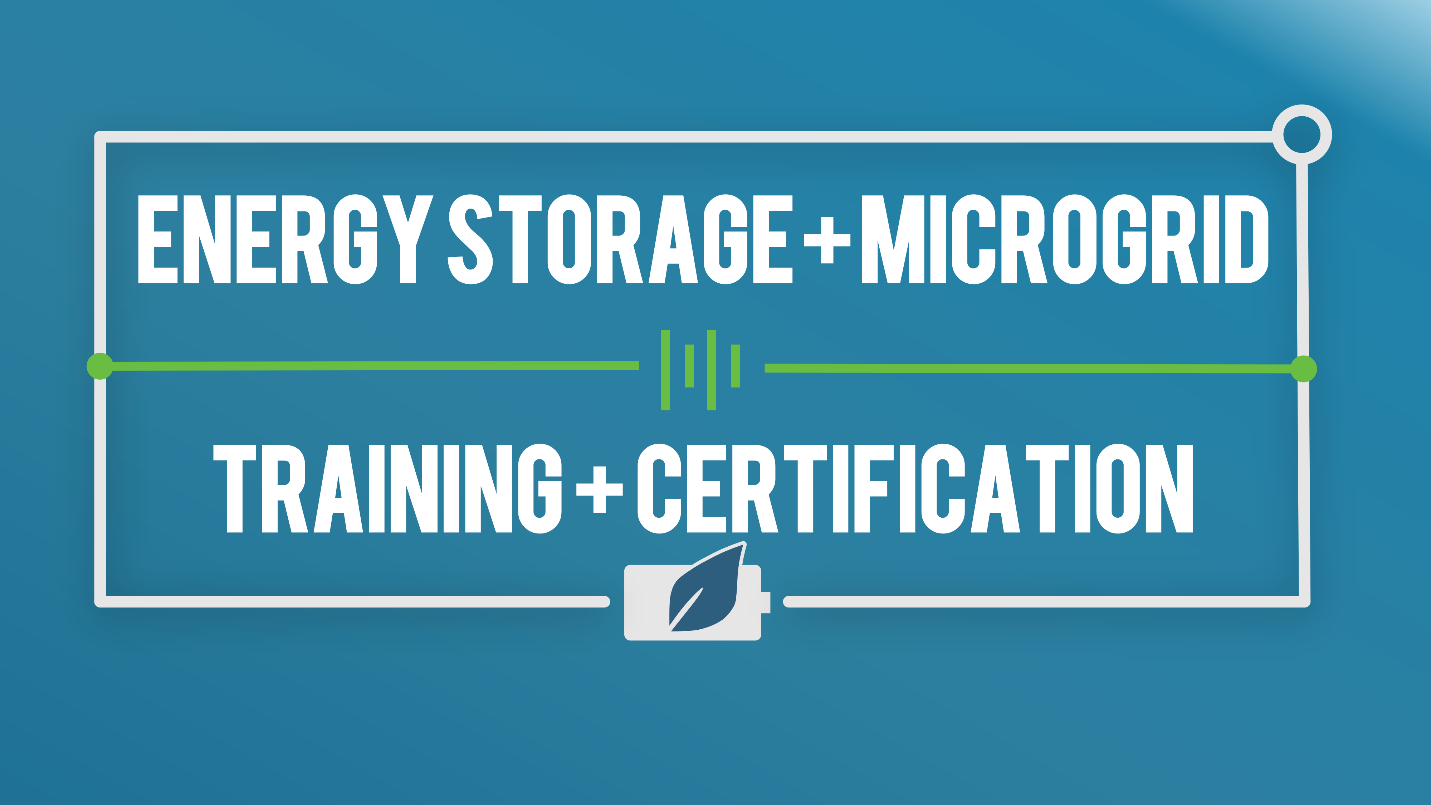 ENERGY STORAGE + MICROGRID
TRAINING + CERTIFICATION